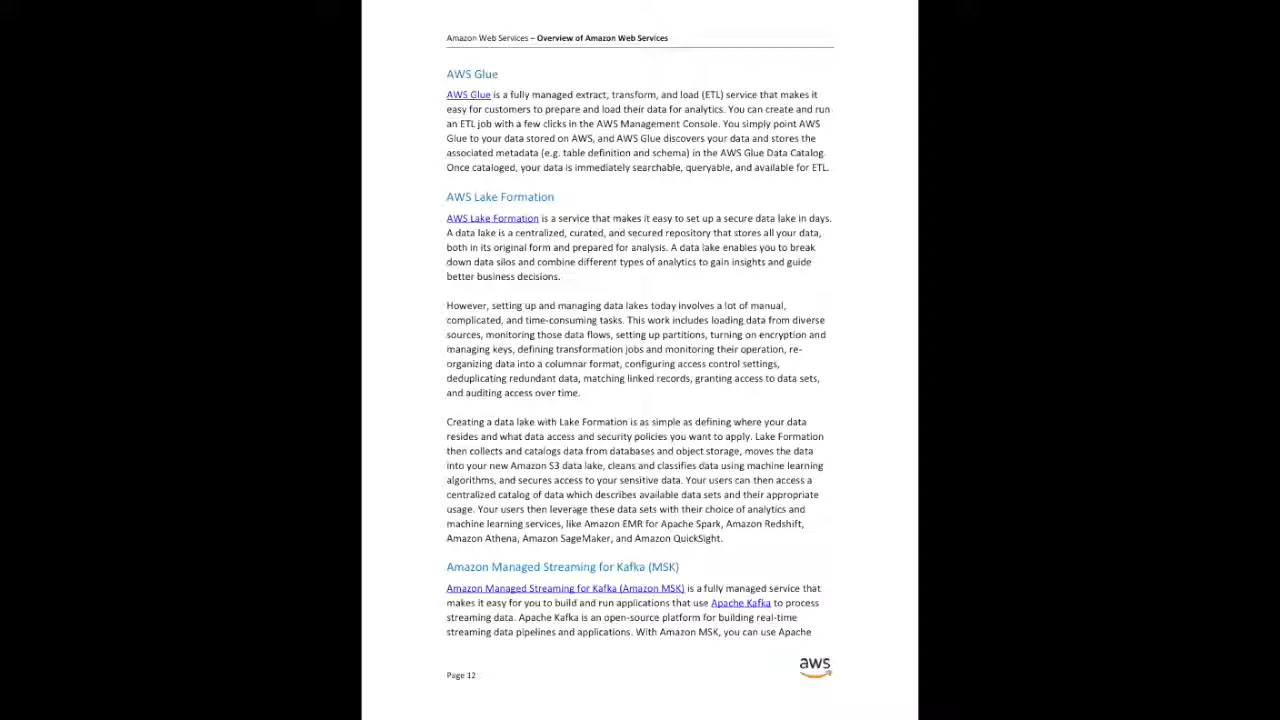 Amazon Web Services – Overview of Amazon Web Services
AWS Glue
AWS Glue is a fully managed extract, transform, and load (ETL) service that makes it
easy for customers to prepare and load their data for analytics. You can create and run
an ETL job with a few clicks in the AWS Management Console. You simply point AWS
Glue to your data stored on AWS, and AWS Glue discovers your data and stores the
associated metadata (e.g. table definition and schema) in the AWS Glue Data Catalog.
Once cataloged, your data is immediately searchable, queryable, and available for ETL.
AWS Lake Formation
AWS Lake Formation is a service that makes it easy to set up a secure data lake in days.
A data lake is a centralized, curated, and secured repository that stores all your data,
both in its original form and prepared for analysis. A data lake enables you to break
down data silos and combine different types of analytics to gain insights and guide
better business decisions.
However, setting up and managing data lakes today involves a lot of manual,
complicated, and time-consuming tasks. This work includes loading data from diverse
sources, monitoring those data flows, setting up partitions, turning on encryption and
managing keys, defining transformation jobs and monitoring their operation, re-
organizing data into a columnar format, configuring access control settings,
deduplicating redundant data, matching linked records, granting access to data sets,
and auditing access over time.
Creating a data lake with Lake Formation is as simple as defining where your data
resides and what data access and security policies you want to apply. Lake Formation
then collects and catalogs data from databases and object storage, moves the data
into your new Amazon S3 data lake, cleans and classifies data using machine learning
algorithms, and secures access to your sensitive data. Your users can then access a
centralized catalog of data which describes available data sets and their appropriate
usage. Your users then leverage these data sets with their choice of analytics and
machine learning services, like Amazon EMR for Apache Spark, Amazon Redshift,
Amazon Athena, Amazon SageMaker, and Amazon QuickSight.
Amazon Managed Streaming for Kafka (MSK)
Amazon Managed Streaming for Kafka (Amazon MSK) is a fully managed service that
makes it easy for you to build and run applications that use Apache Kafka to process
streaming data. Apache Kafka is an open-source platform for building real-time
streaming data pipelines and applications. With Amazon MSK, you can use Apache
aws
Page 12